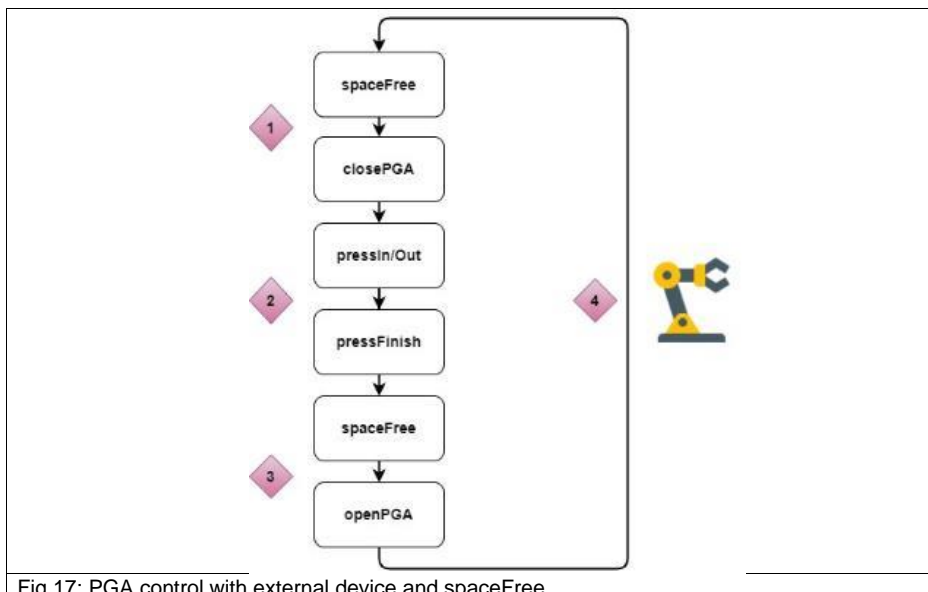 spaceFree
1
closePGA
pressIn/Out
2
4
pressFinish
spaceFree
3
openPGA
Fig 17: PGA control with external device and spaceFree